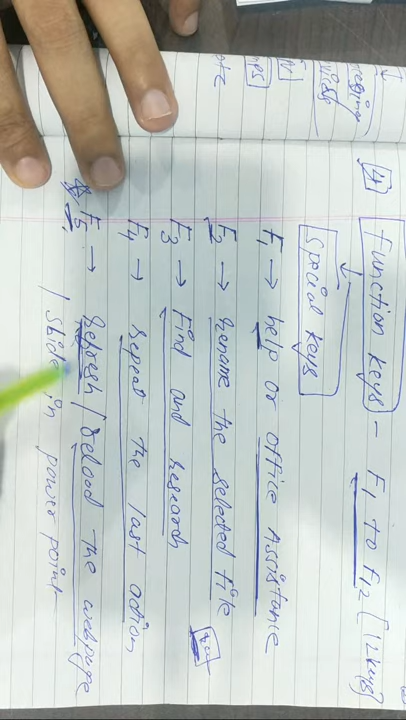 [4] Function keys - F1 to F12 [12 keys]
Special keys
F1 → help or office Assistance
F2 → Rename the selected file
F3 → Find and research
F4 → Repeat the last action
F5 → Refresh / Reload the webpage
/ Slide in power point